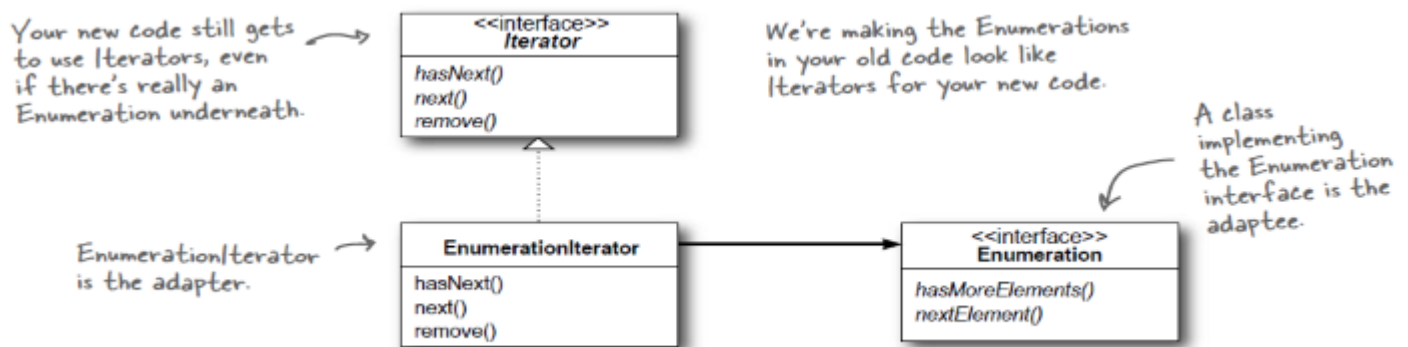 Your new code still gets
to use Iterators, even
if there's really an
Enumeration underneath.
<<interface>>
Iterator
hasNext()
next()
remove()
We're making the Enumerations
in your old code look like
Iterators for your new code.
A class
implementing
the Enumeration
interface is the
adaptee.
EnumerationIterator
is the adapter.
EnumerationIterator
hasNext()
next()
remove()
<<interface>>
Enumeration
hasMoreElements()
nextElement()